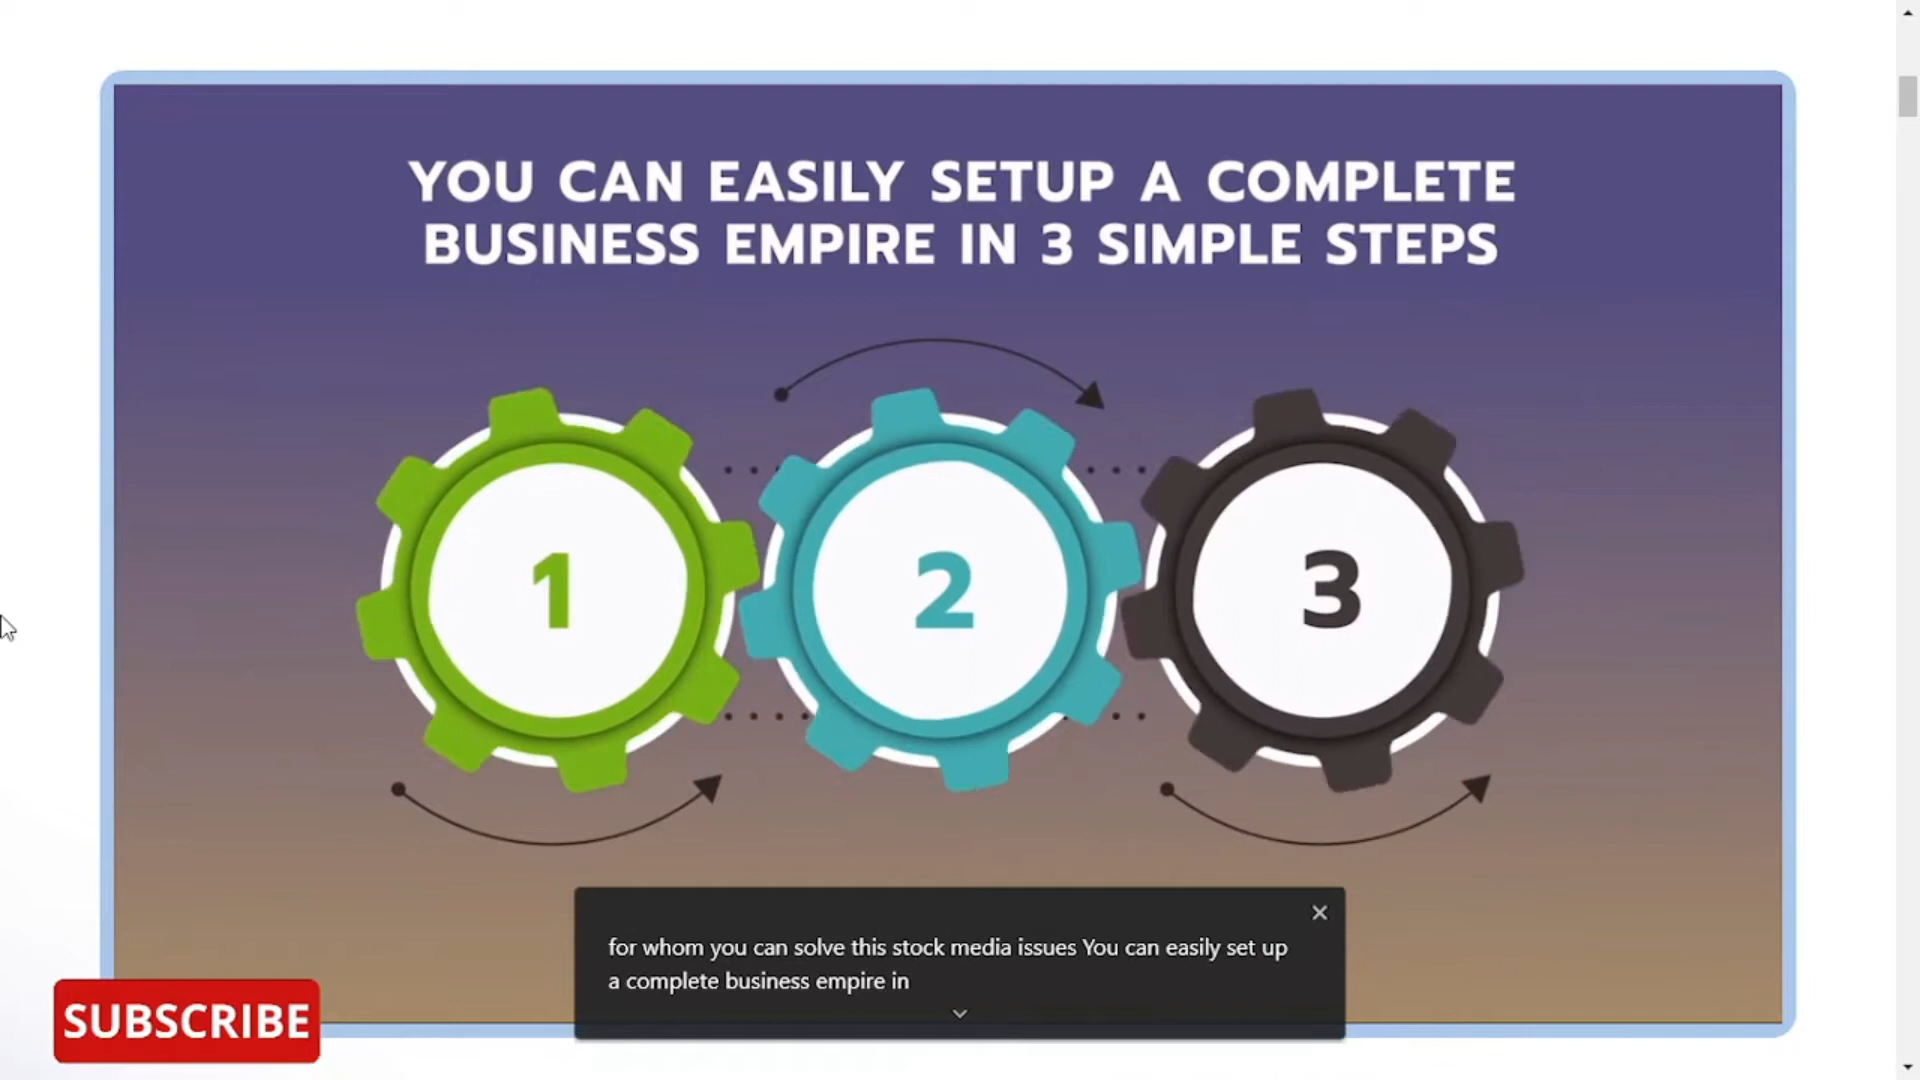 YOU CAN EASILY SETUP A COMPLETE
BUSINESS EMPIRE IN 3 SIMPLE STEPS
1
2
3
for whom you can solve this stock media issues You can easily set up
a complete business empire in
SUBSCRIBE